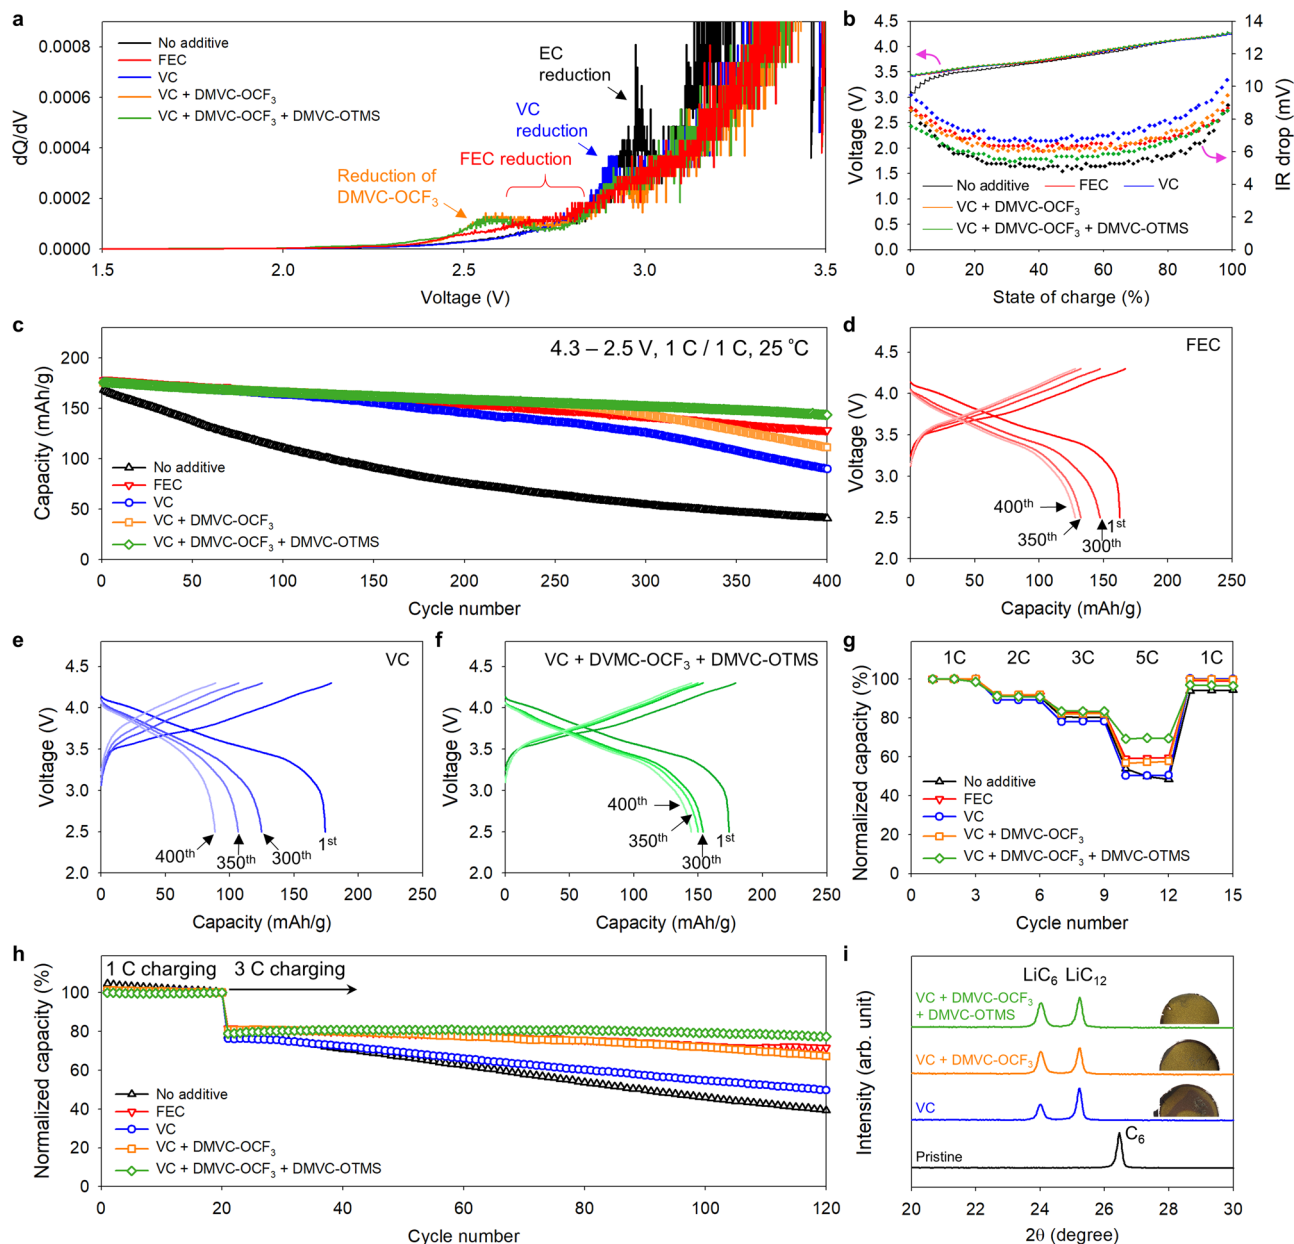 a
0.0008
0.0006
0.0004
0.0002
0.0000
dQ/dV
No additive
FEC
VC
VC + DMVC-OCF₃
VC + DMVC-OCF₃ + DMVC-OTMS
EC
reduction
VC
reduction
FEC reduction
Reduction of
DMVC-OCF₃
1.5 2.0 2.5 3.0 3.5
Voltage (V)
b
4.5
4.0
3.5
3.0
2.5
2.0
1.5
1.0
0.5
0.0
Voltage (V)
14
12
10
8
6
4
2
0
IR drop (mV)
No additive FEC VC
VC + DMVC-OCF₃
VC + DMVC-OCF₃ + DMVC-OTMS
0 20 40 60 80 100
State of charge (%)
c
200
150
100
50
0
Capacity (mAh/g)
4.3 – 2.5 V, 1 C / 1 C, 25 °C
No additive
FEC
VC
VC + DMVC-OCF₃
VC + DMVC-OCF₃ + DMVC-OTMS
0 50 100 150 200 250 300 350 400
Cycle number
d
4.5
4.0
3.5
3.0
2.5
2.0
Voltage (V)
FEC
400th
350th
300th
1st
0 50 100 150 200 250
Capacity (mAh/g)
e
4.5
4.0
3.5
3.0
2.5
2.0
Voltage (V)
VC
400th
350th
300th
1st
0 50 100 150 200 250
Capacity (mAh/g)
f
4.5
4.0
3.5
3.0
2.5
2.0
Voltage (V)
VC + DVMC-OCF₃ + DMVC-OTMS
400th
350th
300th
1st
0 50 100 150 200 250
Capacity (mAh/g)
g
1C 2C 3C 5C 1C
100
80
60
40
20
0
Normalized capacity (%)
No additive
FEC
VC
VC + DMVC-OCF₃
VC + DMVC-OCF₃ + DMVC-OTMS
0 3 6 9 12 15
Cycle number
h
1 C charging 3 C charging
100
80
60
40
20
0
Normalized capacity (%)
No additive
FEC
VC
VC + DMVC-OCF₃
VC + DMVC-OCF₃ + DMVC-OTMS
0 20 40 60 80 100 120
Cycle number
i
LiC₆ LiC₁₂
VC + DMVC-OCF₃
+ DMVC-OTMS
VC + DMVC-OCF₃
VC
C₆
Pristine
Intensity (arb. unit)
20 22 24 26 28 30
2θ (degree)